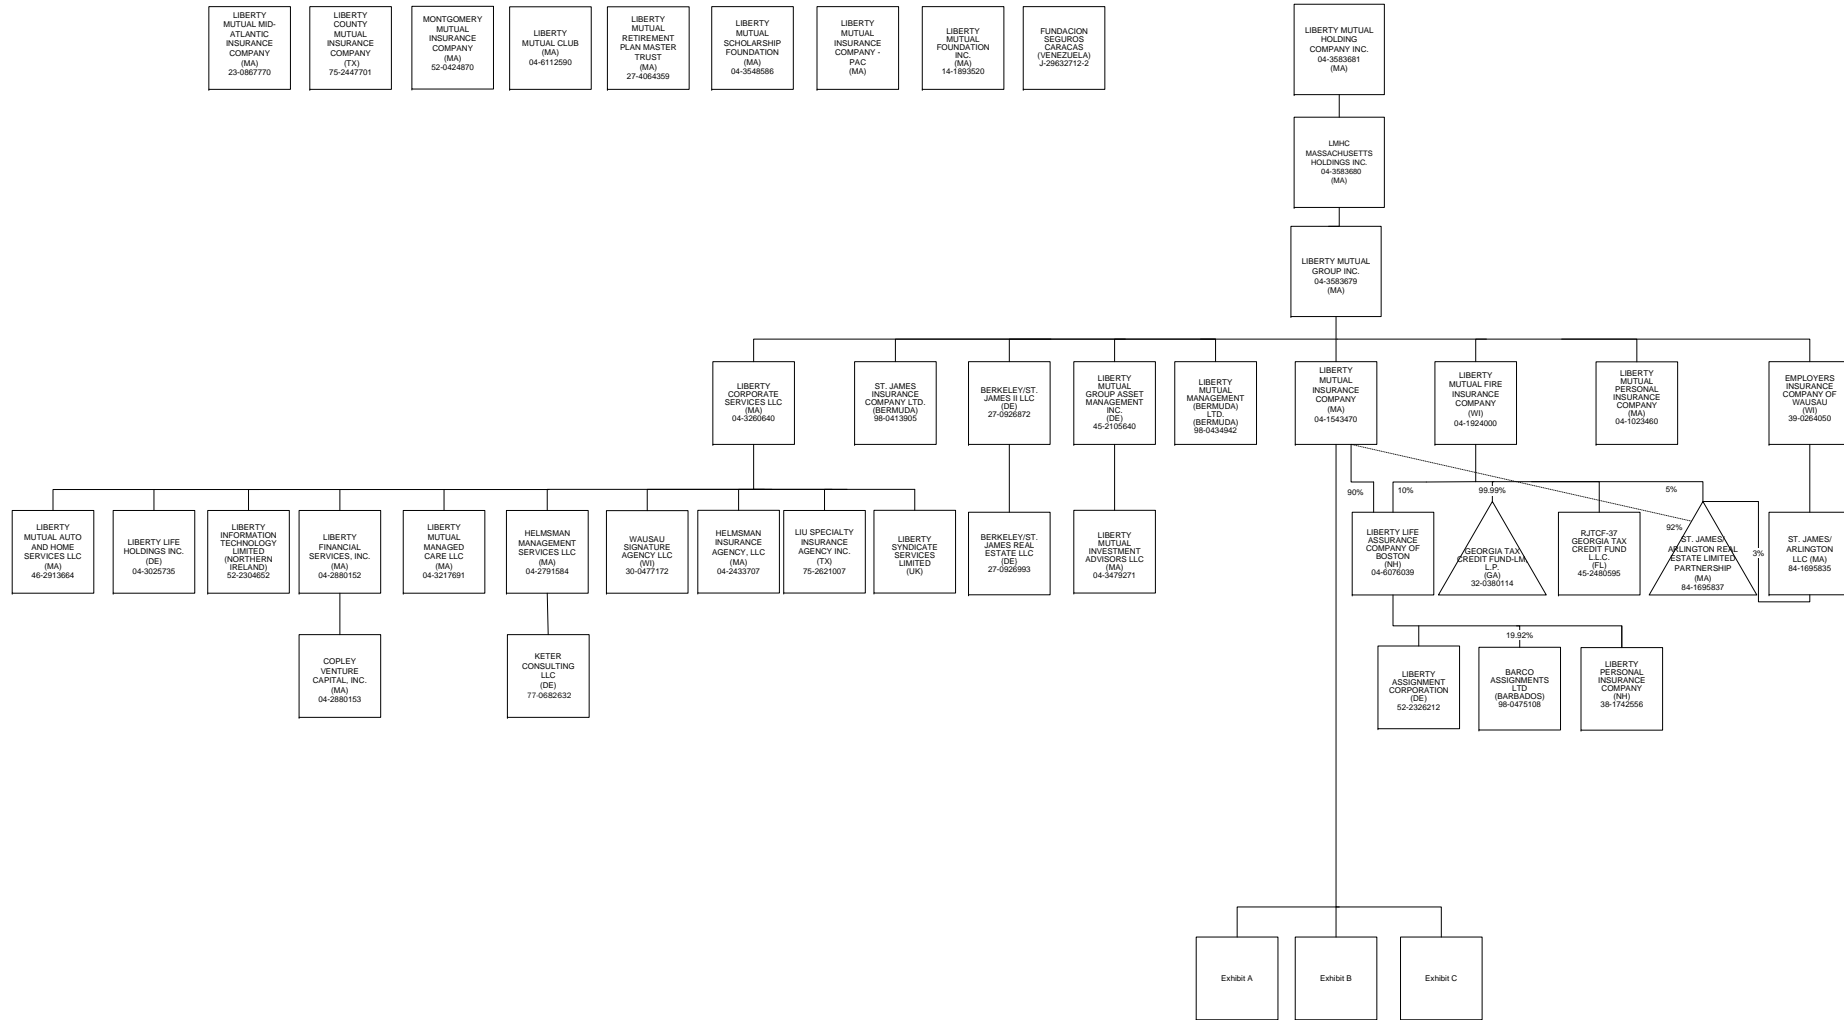 LIBERTY
MUTUAL MID-
ATLANTIC
INSURANCE
COMPANY
(MA)
23-0867770
LIBERTY
COUNTY
MUTUAL
INSURANCE
COMPANY
(TX)
75-2447701
MONTGOMERY
MUTUAL
INSURANCE
COMPANY
(MA)
52-0424870
LIBERTY
MUTUAL CLUB
(MA)
04-6112590
LIBERTY
MUTUAL
RETIREMENT
PLAN MASTER
TRUST
(MA)
27-4064359
LIBERTY
MUTUAL
SCHOLARSHIP
FOUNDATION
(MA)
04-3548586
LIBERTY
MUTUAL
INSURANCE
COMPANY -
PAC
(MA)
LIBERTY
MUTUAL
FOUNDATION
INC.
(MA)
14-1893520
FUNDACION
SEGUROS
CARACAS
(VENEZUELA)
J-29632712-2
LIBERTY MUTUAL
HOLDING
COMPANY INC.
04-3583681
(MA)
LMHC
MASSACHUSETTS
HOLDINGS INC.
04-3583680
(MA)
LIBERTY MUTUAL
GROUP INC.
04-3583679
(MA)
LIBERTY
CORPORATE
SERVICES LLC
(MA)
04-3260640
ST. JAMES
INSURANCE
COMPANY LTD.
(BERMUDA)
98-0413905
BERKELEY/ST.
JAMES II LLC
(DE)
27-0926872
LIBERTY
MUTUAL
GROUP ASSET
MANAGEMENT
INC.
(DE)
45-2105640
LIBERTY
MUTUAL
MANAGEMENT
(BERMUDA)
LTD.
(BERMUDA)
98-0434942
LIBERTY
MUTUAL
INSURANCE
COMPANY
(MA)
04-1543470
LIBERTY
MUTUAL FIRE
INSURANCE
COMPANY
(WI)
04-1924000
LIBERTY
MUTUAL
PERSONAL
INSURANCE
COMPANY
(MA)
04-1023460
EMPLOYERS
INSURANCE
COMPANY OF
WAUSAU
(WI)
39-0264050
90%
10%
99.99%
5%
92%
3%
LIBERTY
MUTUAL AUTO
AND HOME
SERVICES LLC
(MA)
46-2913664
LIBERTY LIFE
HOLDINGS INC.
(DE)
04-3025735
LIBERTY
INFORMATION
TECHNOLOGY
LIMITED
(NORTHERN
IRELAND)
52-2304652
LIBERTY
FINANCIAL
SERVICES, INC.
(MA)
04-2880152
LIBERTY
MUTUAL
MANAGED
CARE LLC
(MA)
04-3217691
HELMSMAN
MANAGEMENT
SERVICES LLC
(MA)
04-2791584
WAUSAU
SIGNATURE
AGENCY LLC
(WI)
30-0477172
HELMSMAN
INSURANCE
AGENCY, LLC
(MA)
04-2433707
LIU SPECIALTY
INSURANCE
AGENCY INC.
(TX)
75-2621007
LIBERTY
SYNDICATE
SERVICES
LIMITED
(UK)
BERKELEY/ST.
JAMES REAL
ESTATE LLC
(DE)
27-0926993
LIBERTY
MUTUAL
INVESTMENT
ADVISORS LLC
(MA)
04-3479271
LIBERTY LIFE
ASSURANCE
COMPANY OF
BOSTON
(NH)
04-6076039
GEORGIA TAX
CREDIT FUND-LM
L.P.
(GA)
32-0380114
RJTCF-37
GEORGIA TAX
CREDIT FUND
L.L.C.
(FL)
45-2480595
ST. JAMES/
ARLINGTON REAL
ESTATE LIMITED
PARTNERSHIP
(MA)
84-1695837
ST. JAMES/
ARLINGTON
LLC (MA)
84-1695835
COPLEY
VENTURE
CAPITAL, INC.
(MA)
04-2880153
KETER
CONSULTING
LLC
(DE)
77-0682632
19.92%
LIBERTY
ASSIGNMENT
CORPORATION
(DE)
52-2326212
BARCO
ASSIGNMENTS
LTD
(BARBADOS)
98-0475108
LIBERTY
PERSONAL
INSURANCE
COMPANY
(NH)
38-1742556
Exhibit A
Exhibit B
Exhibit C